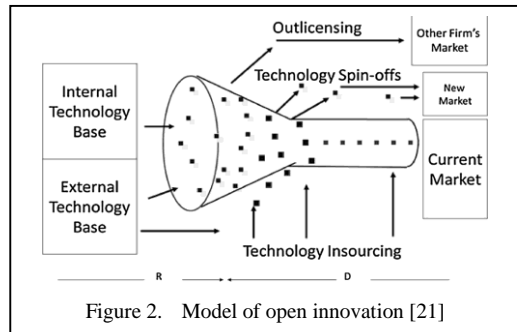 Outlicensing
Other Firm's
Market
Technology Spin-offs
New
Market
Internal
Technology
Base
External
Technology
Base
Current
Market
Technology Insourcing
R
D
Figure 2. Model of open innovation [21]